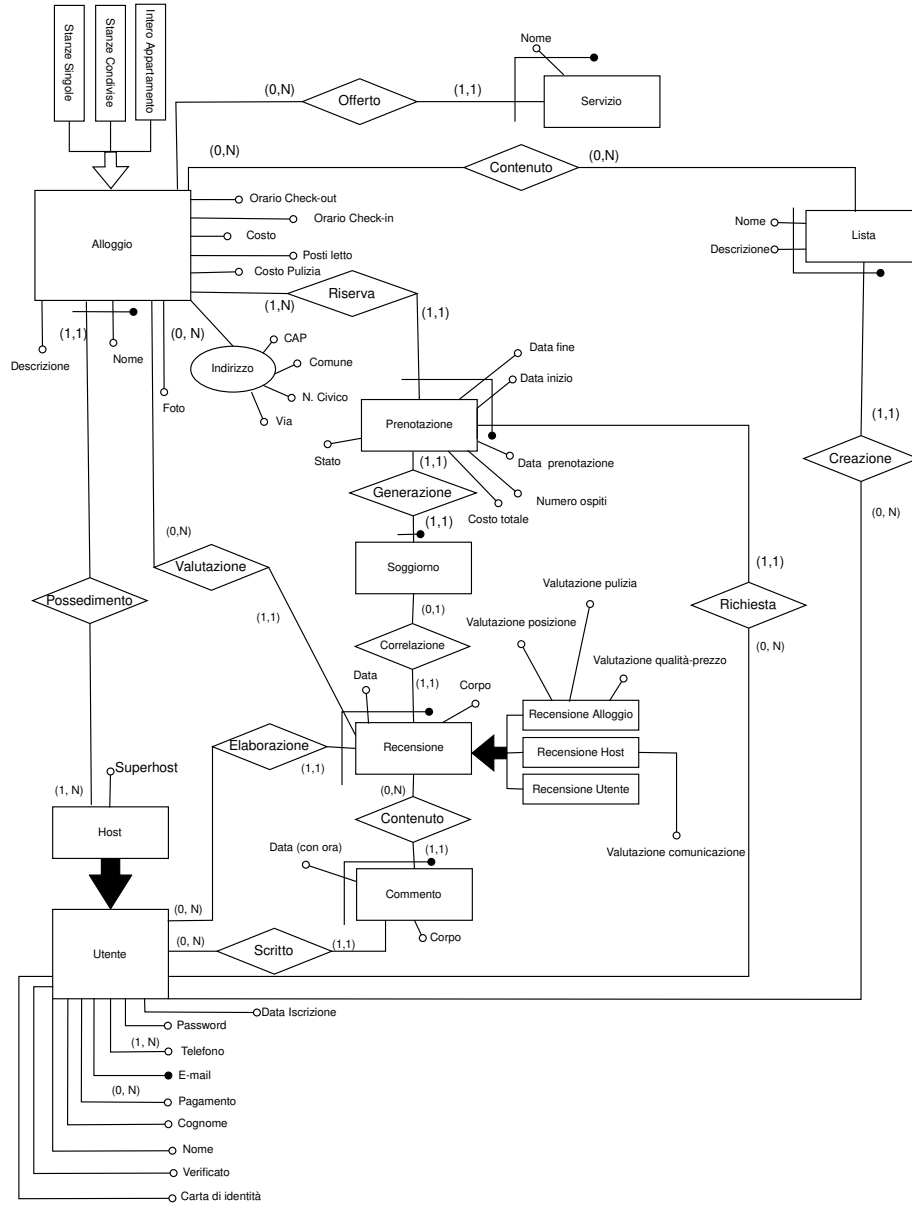 Stanze Singole
Stanze Condivise
Intero Appartamento
Nome
(0,N)
Offerto
(1,1)
Servizio
(0,N)
Contenuto
(0,N)
Alloggio
Orario Check-out
Orario Check-in
Costo
Posti letto
Costo Pulizia
Nome
Descrizione
Lista
(1,N)
Riserva
(1,1)
(1,1)
(0, N)
Descrizione
Nome
Foto
Indirizzo
CAP
Comune
N. Civico
Via
Data fine
Data inizio
Prenotazione
Stato
Data prenotazione
Numero ospiti
Costo totale
(1,1)
Generazione
(1,1)
(1,1)
Creazione
(0, N)
Soggiorno
(0,N)
Valutazione
(1,1)
Possedimento
(0,1)
Correlazione
(1,1)
(1,1)
Richiesta
(0, N)
Valutazione pulizia
Valutazione posizione
Valutazione qualità-prezzo
Data
Corpo
Recensione Alloggio
Recensione Host
Recensione Utente
Valutazione comunicazione
Elaborazione
(1,1)
Recensione
(0,N)
Contenuto
(1,1)
Superhost
(1, N)
Host
Data (con ora)
Commento
Corpo
(0, N)
(0, N)
Scritto
(1,1)
Utente
Data Iscrizione
Password
(1, N)
Telefono
E-mail
(0, N)
Pagamento
Cognome
Nome
Verificato
Carta di identità